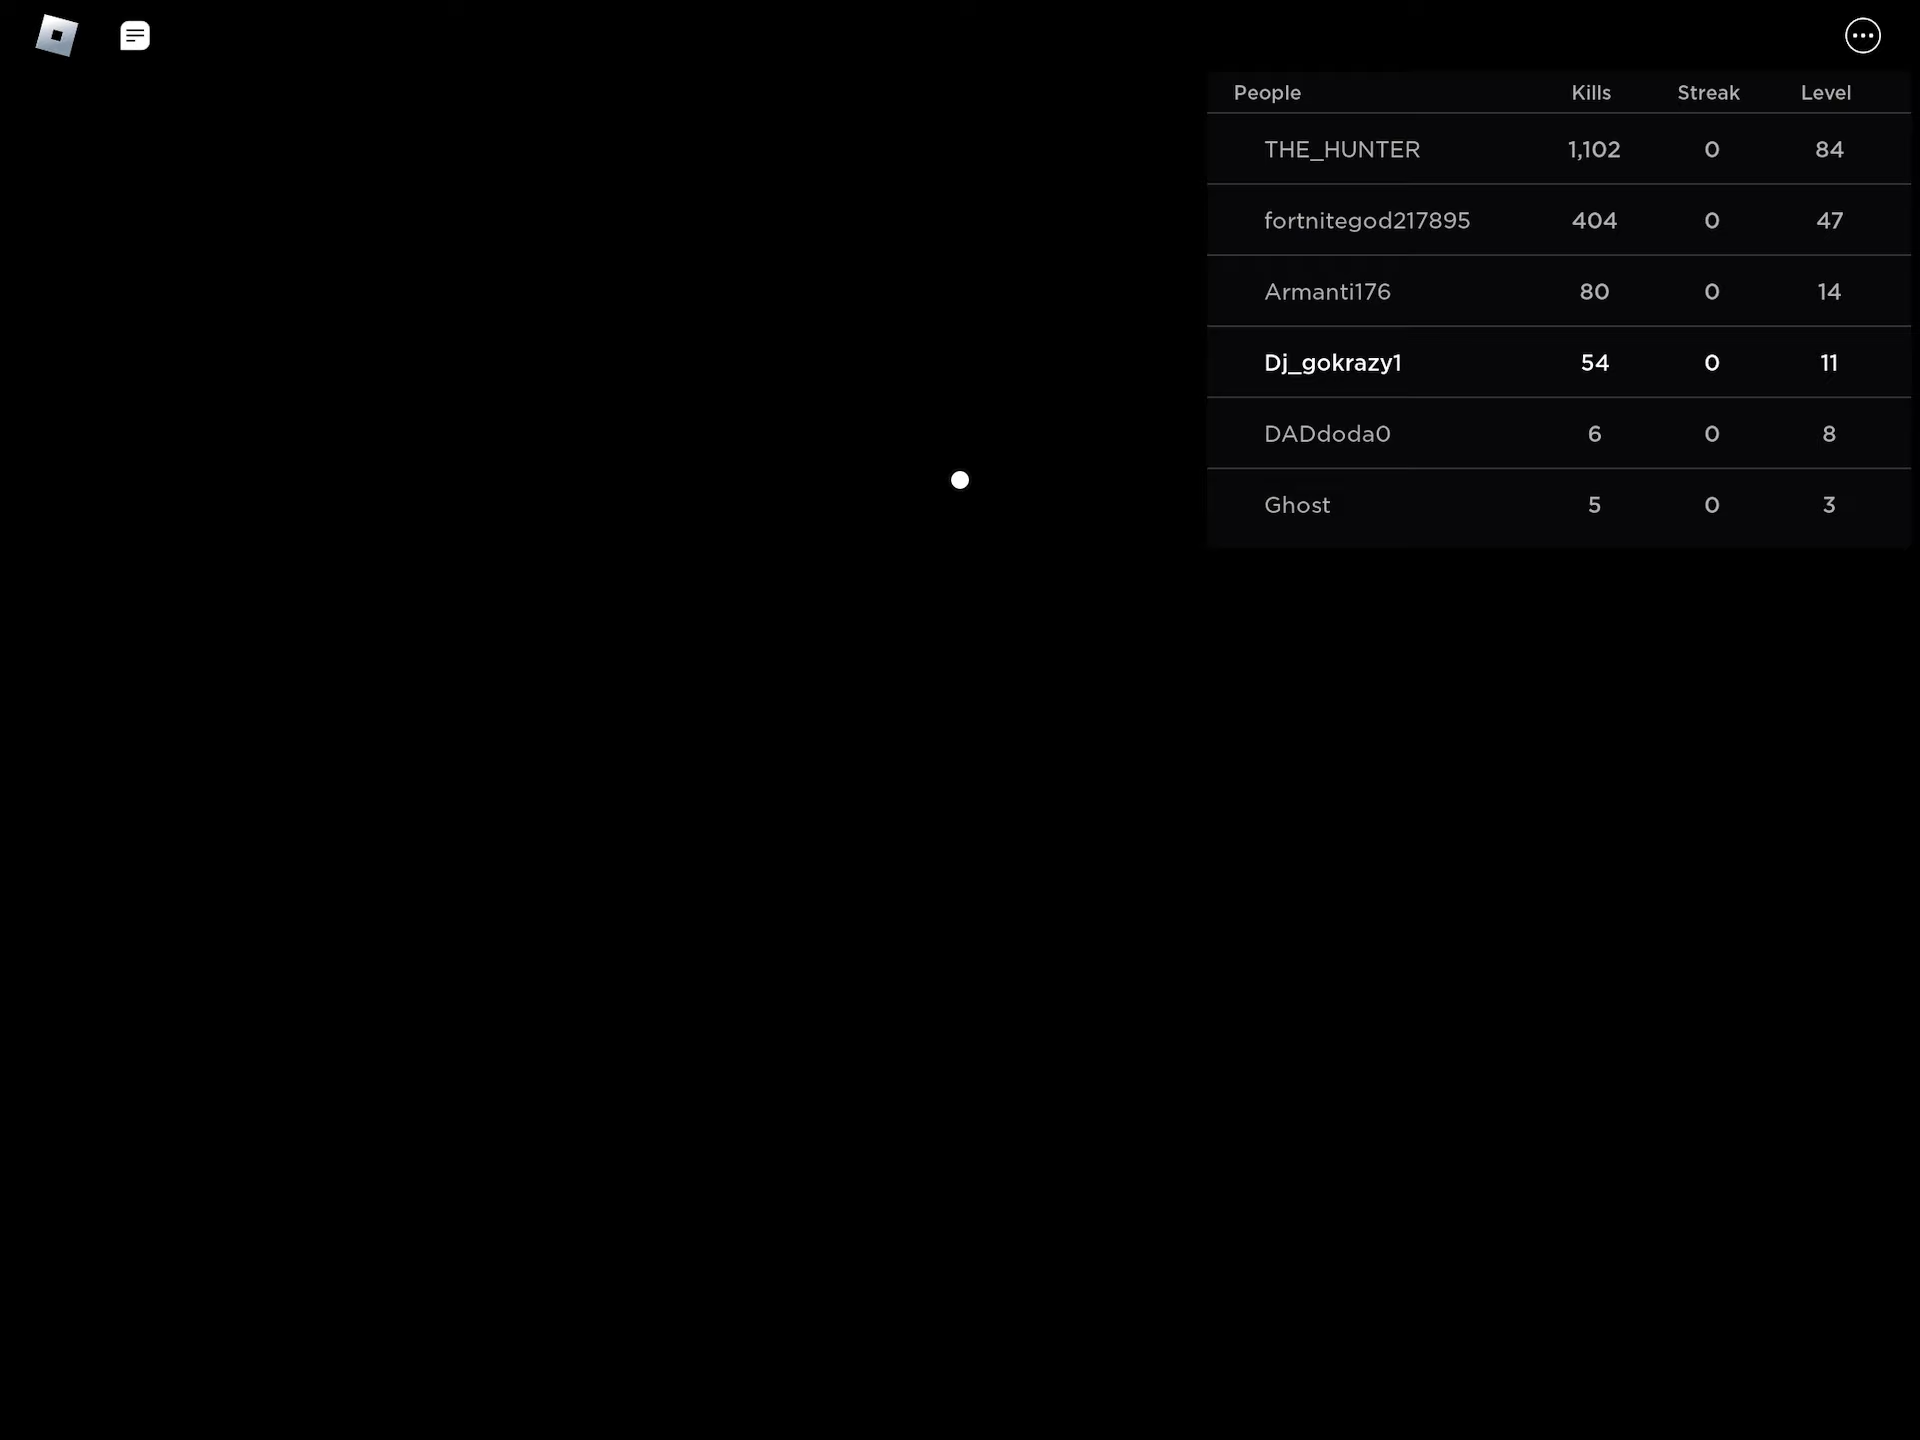 People Kills Streak Level
THE_HUNTER 1,102 0 84
fortnitegod217895 404 0 47
Armanti176 80 0 14
Dj_gokrazy1 54 0 11
DADdoda0 6 0 8
Ghost 5 0 3